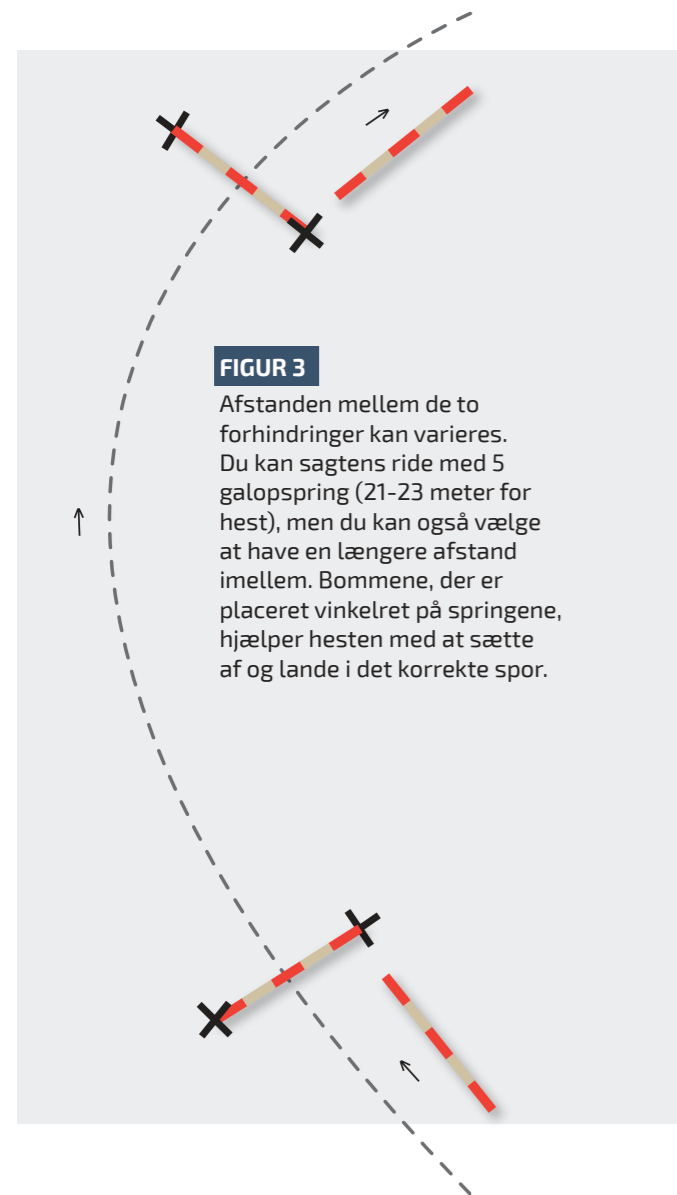 FIGUR 3
Afstanden mellem de to
forhindringer kan varieres.
Du kan sagtens ride med 5
galopspring (21-23 meter for
hest), men du kan også vælge
at have en længere afstand
imellem. Bommene, der er
placeret vinkelret på springene,
hjælper hesten med at sætte
af og lande i det korrekte spor.